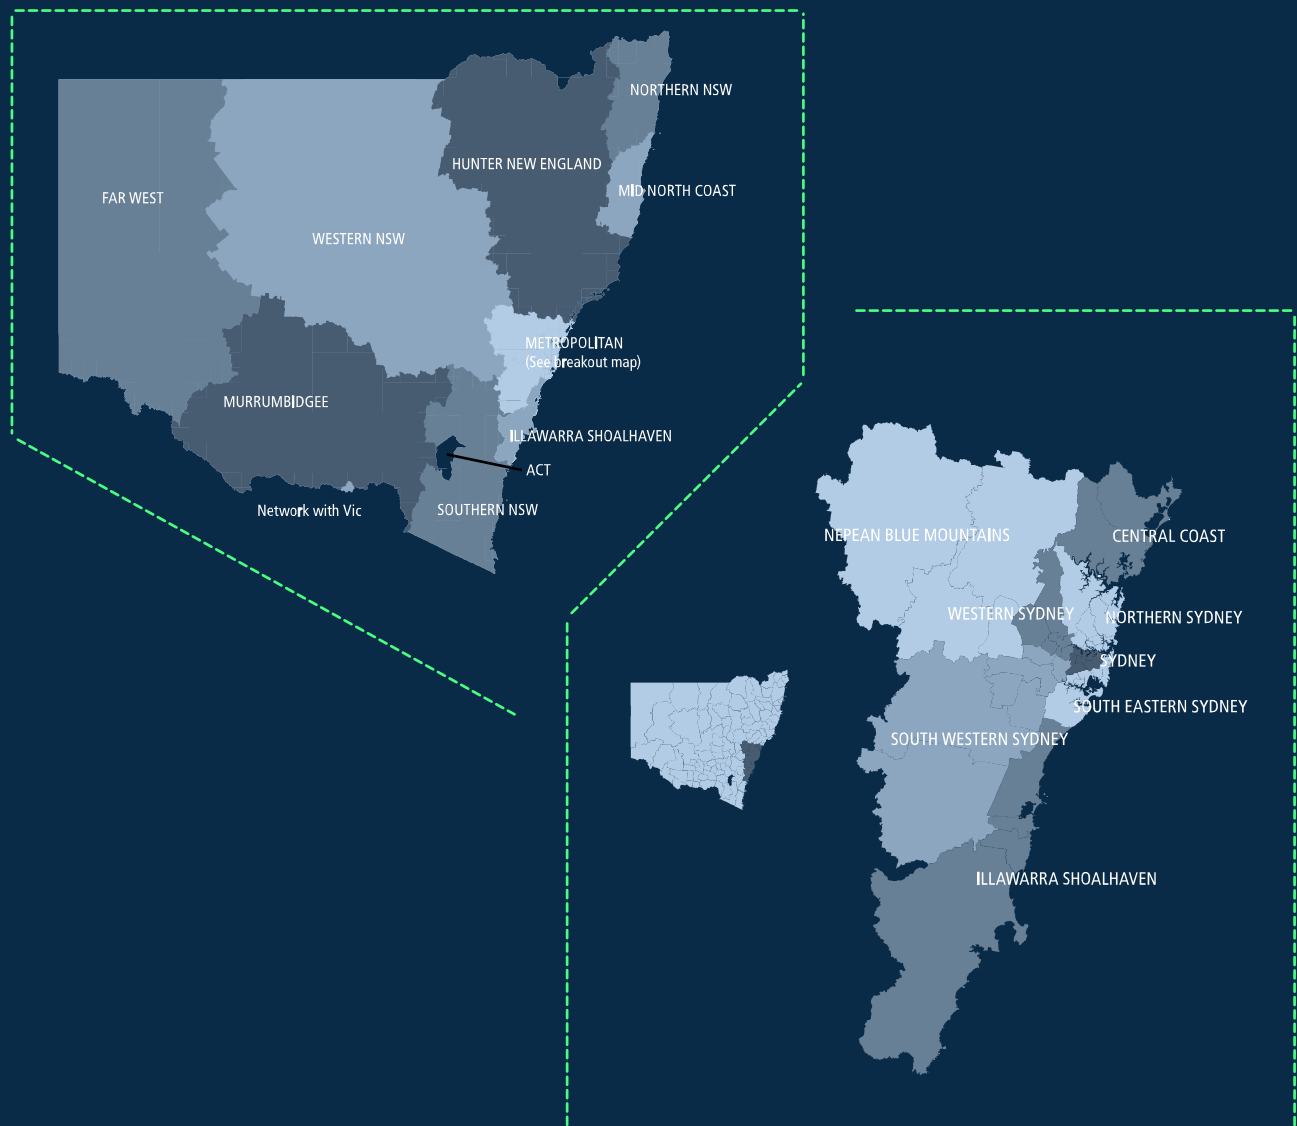 NORTHERN NSW
HUNTER NEW ENGLAND
MID NORTH COAST
FAR WEST
WESTERN NSW
METROPOLITAN
(See breakout map)
MURRUMBIDGEE
ILLAWARRA SHOALHAVEN
ACT
Network with Vic
SOUTHERN NSW
NEPEAN BLUE MOUNTAINS
CENTRAL COAST
WESTERN SYDNEY
NORTHERN SYDNEY
SYDNEY
SOUTH EASTERN SYDNEY
SOUTH WESTERN SYDNEY
ILLAWARRA SHOALHAVEN